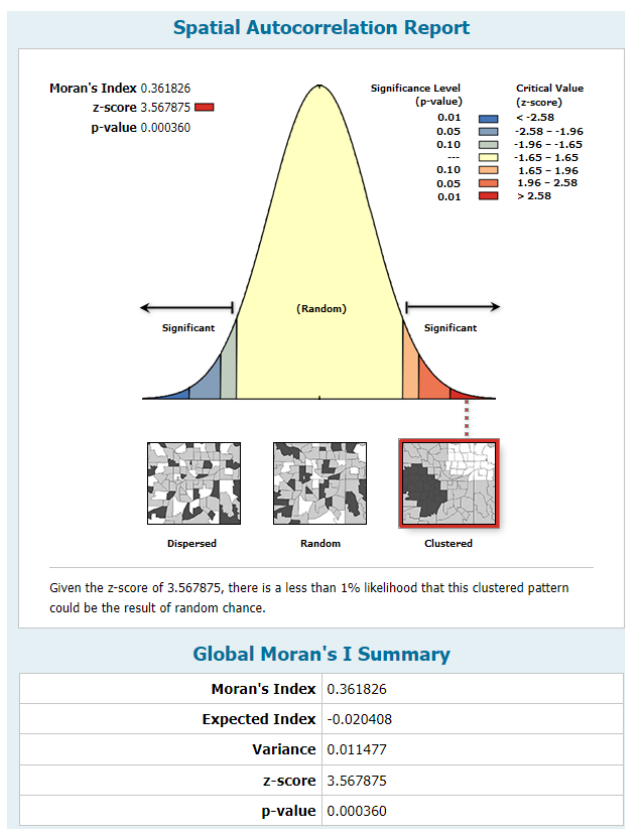 Spatial Autocorrelation Report
Moran's Index 0.361826
z-score 3.567875
p-value 0.000360
Significance Level
(p-value)
Critical Value
(z-score)
0.01 < -2.58
0.05 -2.58 – -1.96
0.10 -1.96 – -1.65
--- -1.65 – 1.65
0.10 1.65 – 1.96
0.05 1.96 – 2.58
0.01 > 2.58
Significant
(Random)
Significant
Dispersed
Random
Clustered
Given the z-score of 3.567875, there is a less than 1% likelihood that this clustered pattern
could be the result of random chance.
Global Moran's I Summary
Moran's Index 0.361826
Expected Index -0.020408
Variance 0.011477
z-score 3.567875
p-value 0.000360